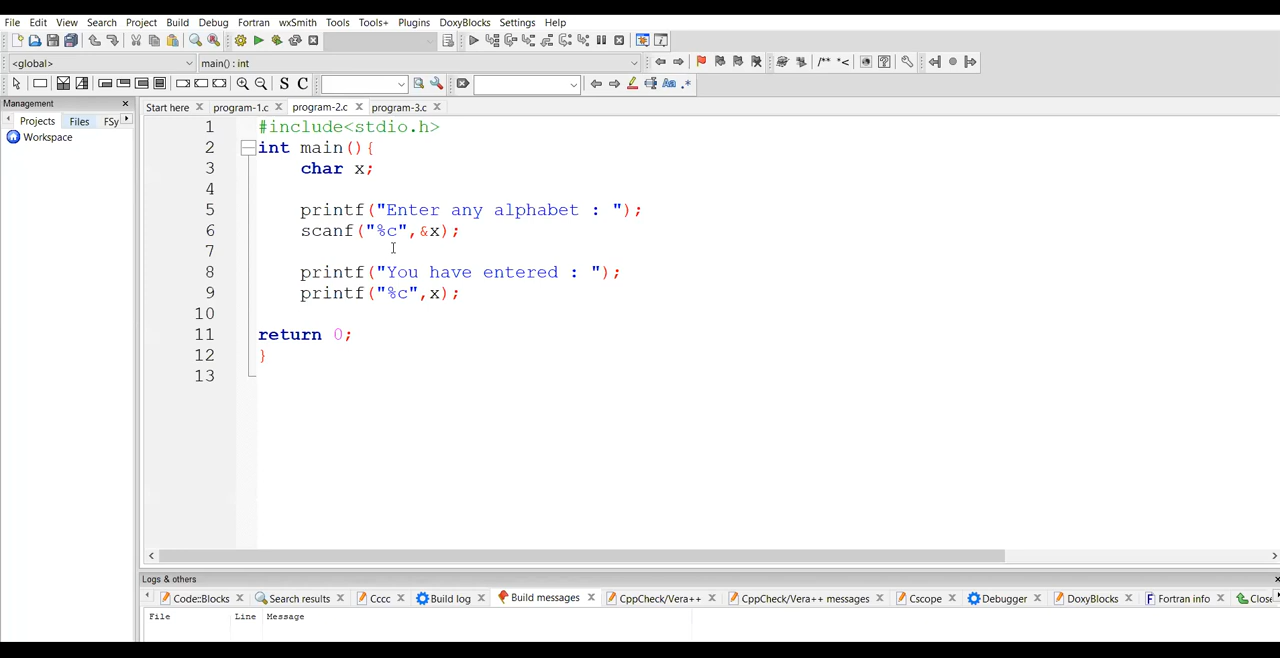 File Edit View Search Project Build Debug Fortran wxSmith Tools Tools+ Plugins DoxyBlocks Settings Help
<global> main() : int
/** *<
S C Aa .*
Management
Start here program-1.c program-2.c program-3.c
Projects Files FSy
Workspace
1 #include<stdio.h>
2 int main(){
3 char x;
4
5 printf("Enter any alphabet : ");
6 scanf("%c",&x);
7
8 printf("You have entered : ");
9 printf("%c",x);
10
11 return 0;
12 }
13
Logs & others
Code::Blocks Search results Cccc Build log Build messages CppCheck/Vera++ CppCheck/Vera++ messages Cscope Debugger DoxyBlocks Fortran info Close
File Line Message